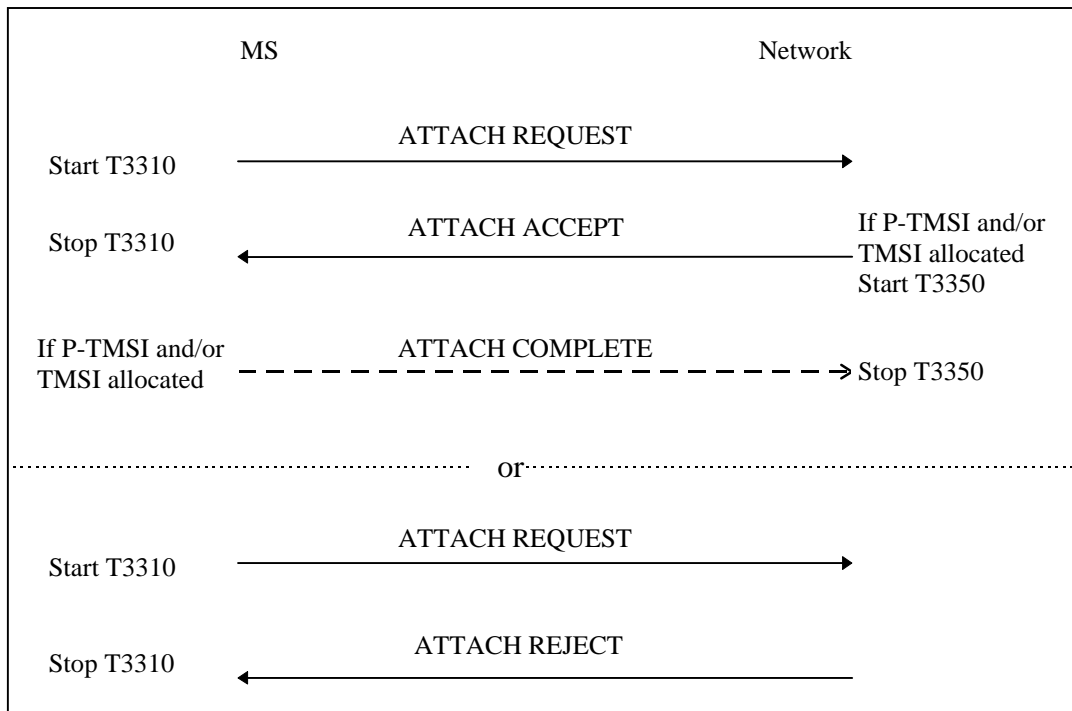 MS Network
ATTACH REQUEST
Start T3310
ATTACH ACCEPT
Stop T3310
If P-TMSI and/or
TMSI allocated
Start T3350
If P-TMSI and/or
TMSI allocated
ATTACH COMPLETE
Stop T3350
or
ATTACH REQUEST
Start T3310
ATTACH REJECT
Stop T3310